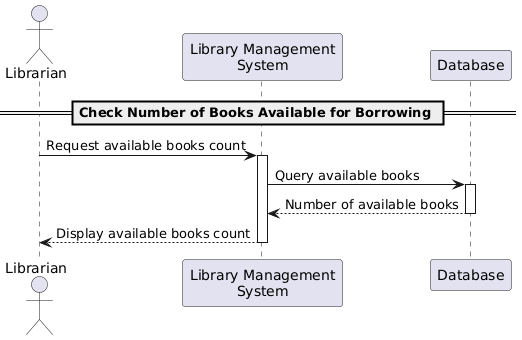 Librarian
Library Management
System
Database
Check Number of Books Available for Borrowing
Request available books count
Query available books
Number of available books
Display available books count
Librarian
Library Management
System
Database